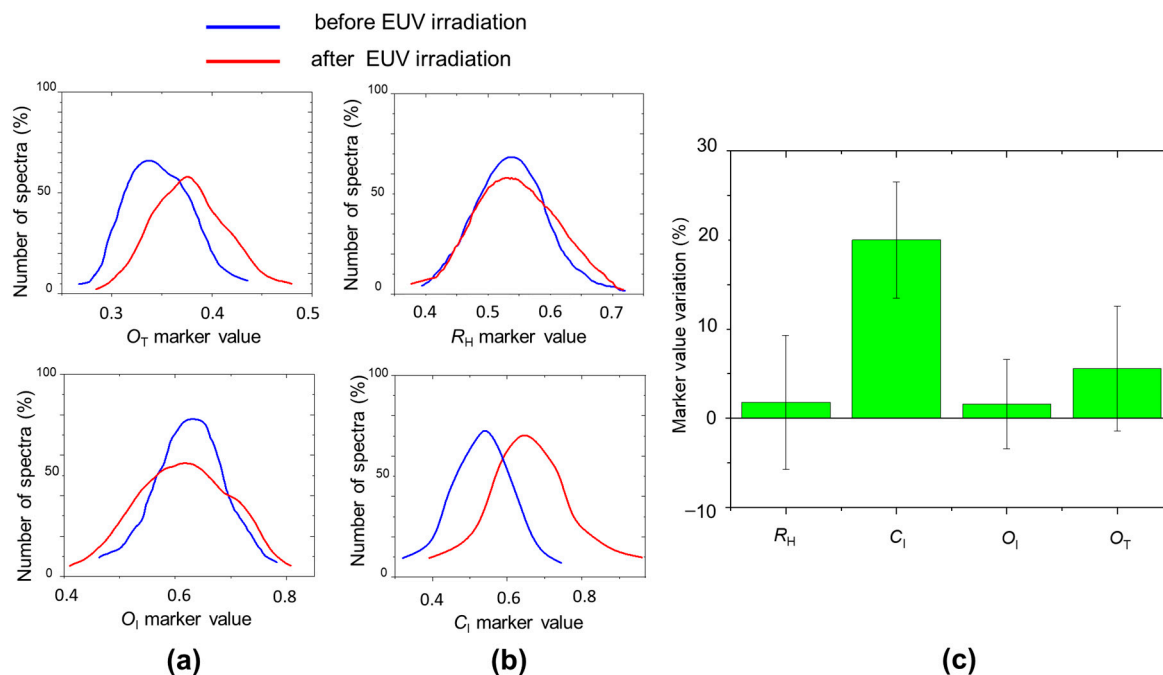 before EUV irradiation
after EUV irradiation
Number of spectra (%)
100
50
0
0.3
0.4
0.5
O_T marker value
Number of spectra (%)
100
50
0
0.4
0.5
0.6
0.7
R_H marker value
Number of spectra (%)
100
50
0
0.4
0.6
0.8
O_I marker value
Number of spectra (%)
100
50
0
0.4
0.6
0.8
C_I marker value
Marker value variation (%)
30
20
10
0
−10
R_H
C_I
O_I
O_T
(a)
(b)
(c)